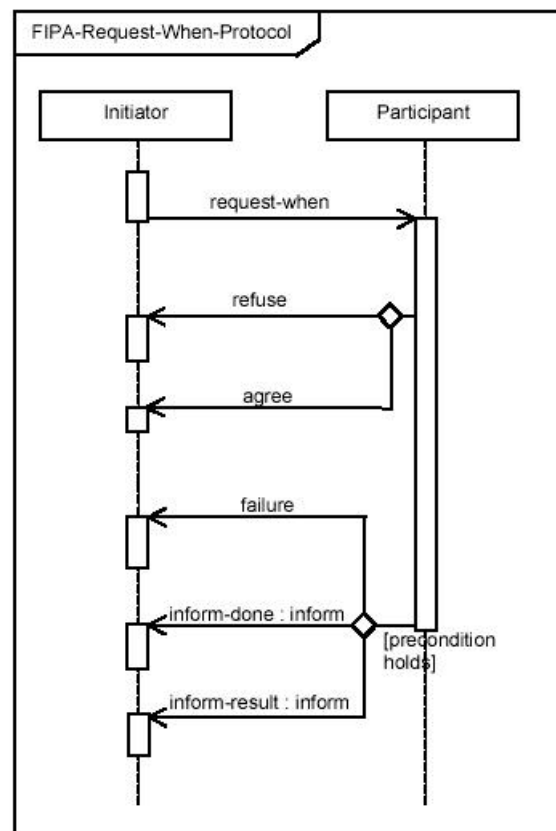 FIPA-Request-When-Protocol
Initiator
Participant
request-when
refuse
agree
failure
inform-done : inform
[precondition
holds]
inform-result : inform